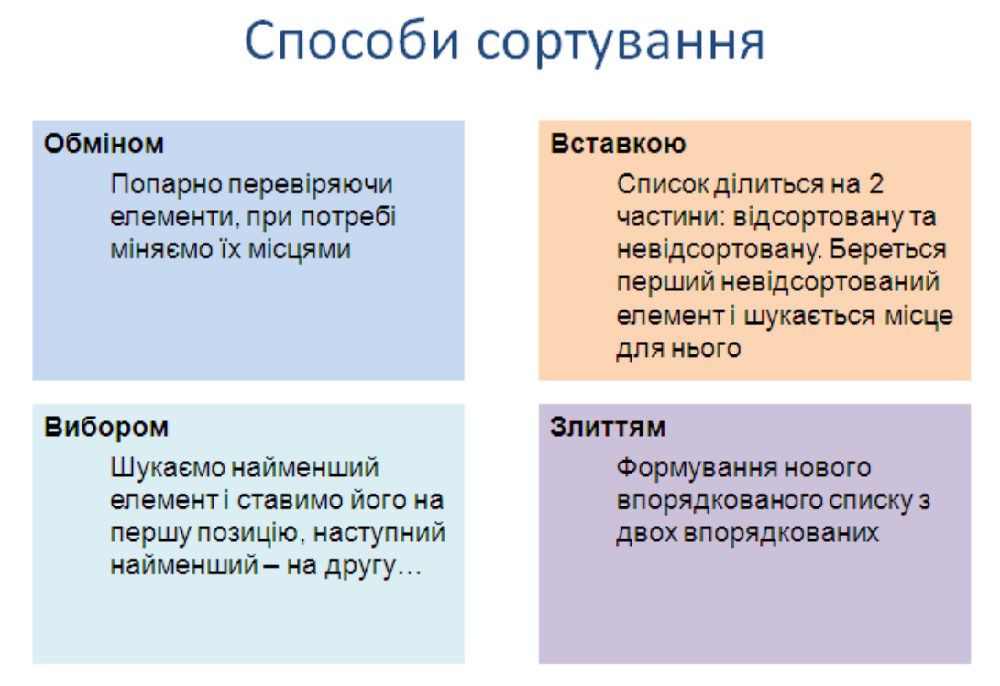 Способи сортування
Обміном
Попарно перевіряючи
елементи, при потребі
міняємо їх місцями
Вставкою
Список ділиться на 2
частини: відсортовану та
невідсортовану. Береться
перший невідсортований
елемент і шукається місце
для нього
Вибором
Шукаємо найменший
елемент і ставимо його на
першу позицію, наступний
найменший – на другу...
Злиттям
Формування нового
впорядкованого списку з
двох впорядкованих